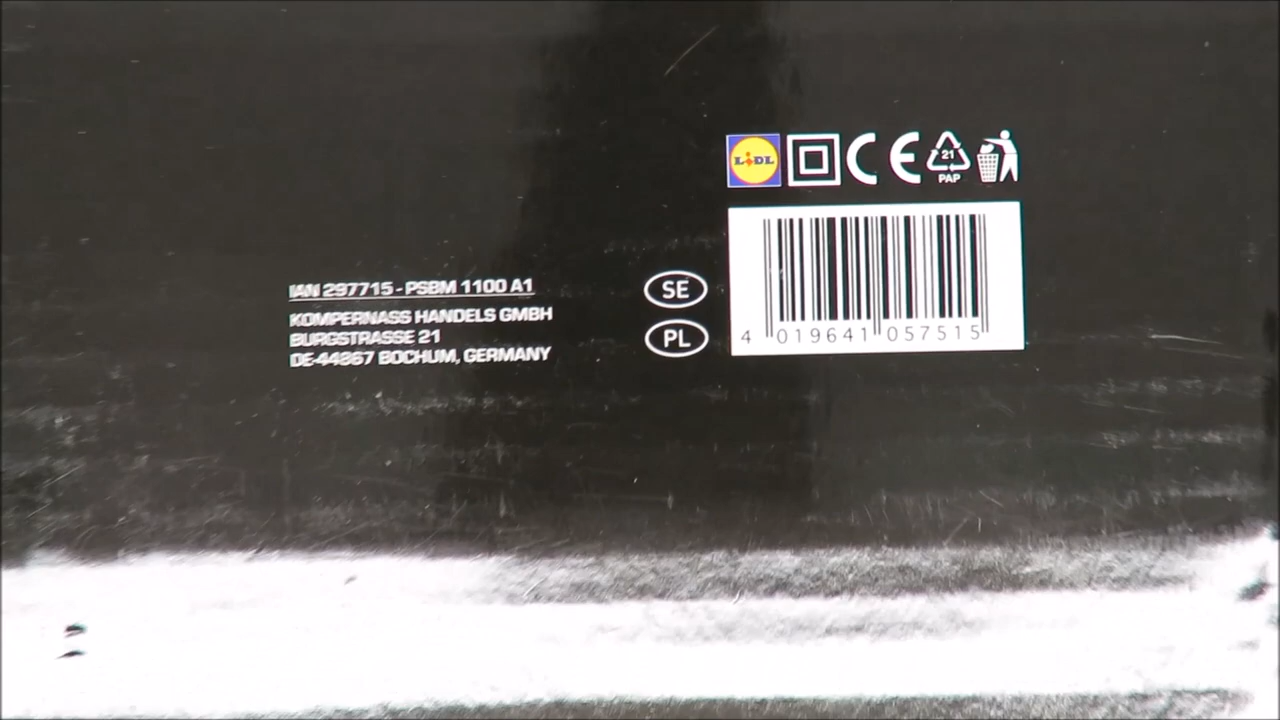 LIDL
CE
21
PAP
IAN 297715 - PSBM 1100 A1
KOMPERNASS HANDELS GMBH
BURGSTRASSE 21
DE-44867 BOCHUM, GERMANY
SE
PL
4 019641 057515